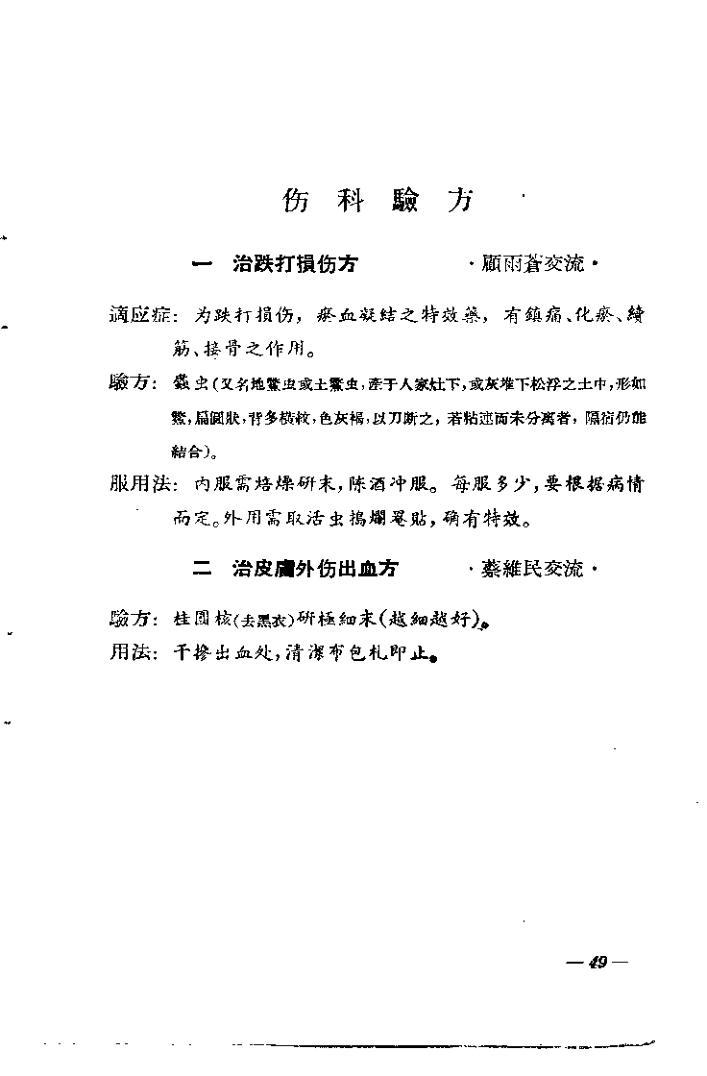 伤科驗方
一 治跌打損伤方 ·顧雨蒼交流·
適应症：为跌打損伤，瘀血凝結之特效藥，有鎮痛、化瘀、續
筋、接骨之作用。
驗方：䗪虫（又名地鱉虫或土鱉虫，产于人家灶下，或灰堆下松浮之土中，形如
鱉，扁圓狀，背多橫紋，色灰褐，以刀断之，若粘連而未分离者，隔宿仍能
結合）。
服用法：内服需焙燥研末，陈酒冲服。每服多少，要根据病情
而定。外用需取活虫搗爛罨貼，确有特效。
二 治皮膚外伤出血方 ·蔡維民交流·
驗方：桂圓核（去黑衣）研極細末（越細越好）。
用法：干摻出血处，清潔布包札即止。
—49—